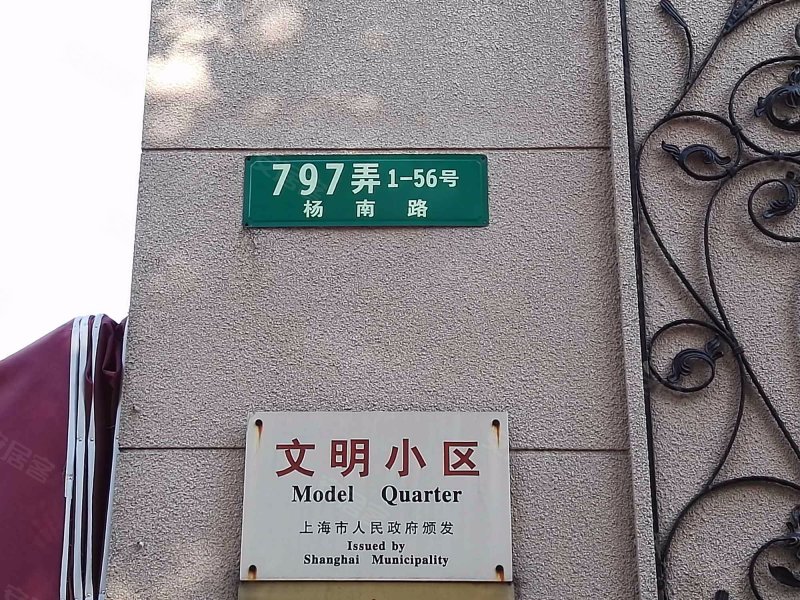 797弄 1-56号
杨南路
文明小区
Model Quarter
上海市人民政府颁发
Issued by
Shanghai Municipality